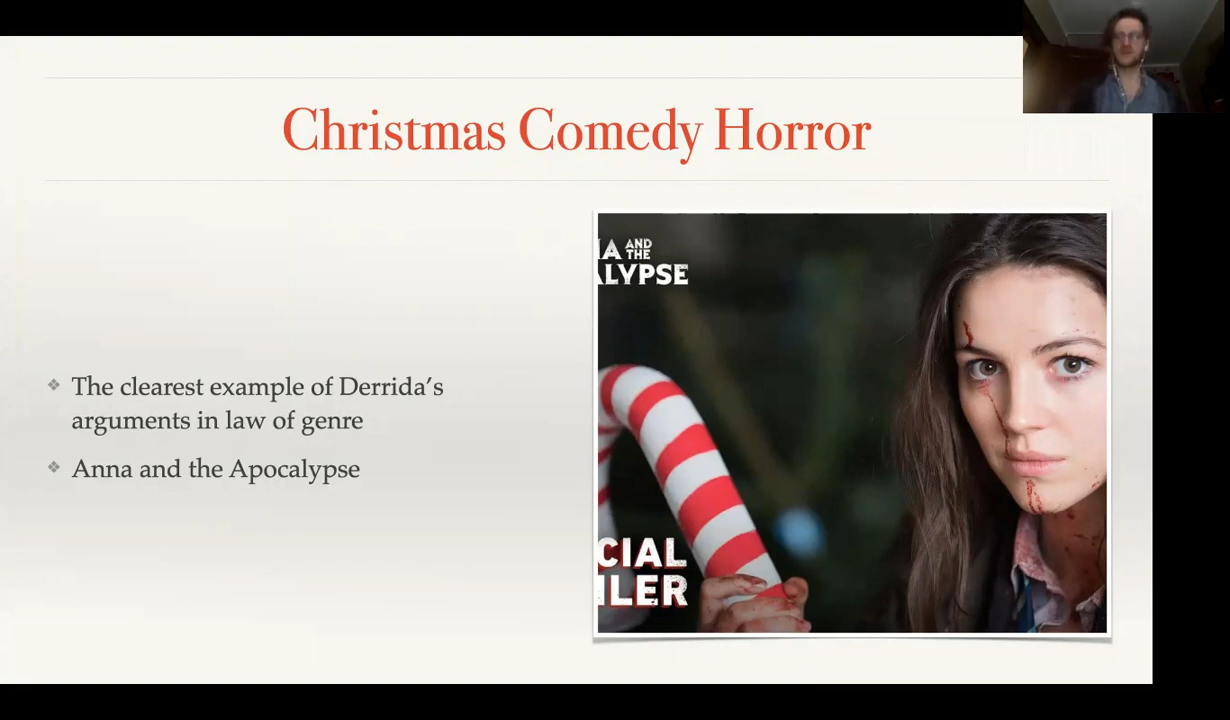 Christmas Comedy Horror
IA AND THE
ALYPSE
The clearest example of Derrida's
arguments in law of genre
Anna and the Apocalypse
CIAL
ILER